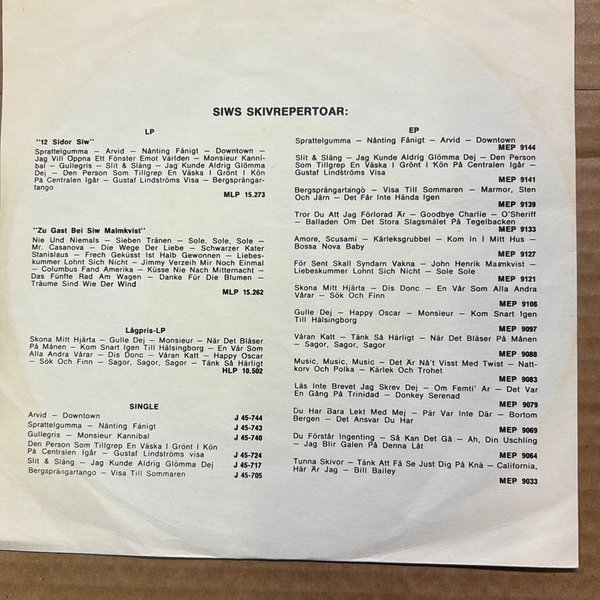 SIWS SKIVREPERTOAR:
LP
"12 Sidor Siw"
Sprattelgumma — Arvid — Nånting Fånigt — Downtown —
Jag Vill Öppna Ett Fönster Emot Världen — Monsieur Kanni-
bal — Gullegris — Slit & Släng — Jag Kunde Aldrig Glömma
Dej — Den Person Som Tillgrep En Väska I Grönt I Kön
På Centralen Igår — Gustaf Lindströms Visa — Bergsprängar-
tango
MLP 15.273
"Zu Gast Bei Siw Malmkvist"
Nie Und Niemals — Sieben Tränen — Sole, Sole, Sole —
Mr. Casanova — Die Wege Der Liebe — Schwarzer Kater
Stanislaus — Frech Geküsst Ist Halb Gewonnen — Liebes-
kummer Lohnt Sich Nicht — Jimmy Verzeih Mir Noch Einmal
— Columbus Fand Amerika — Küsse Nie Nach Mitternacht —
Das Fünfte Rad Am Wagen — Danke Für Die Blumen —
Träume Sind Wie Der Wind
MLP 15.262
Lågpris-LP
Skona Mitt Hjärta — Gulle Dej — Monsieur — När Det Blåser
På Månen — Kom Snart Igen Till Hälsingborg — En Vår Som
Alla Andra Vårar — Dis Donc — Våran Katt — Happy Oscar
— Sök Och Finn — Sagor, Sagor, Sagor — Tänk Så Härligt
HLP 10.502
SINGLE
Arvid — Downtown J 45-744
Sprattelgumma — Nånting Fånigt J 45-743
Gullegris — Monsieur Kannibal J 45-740
Den Person Som Tillgrep En Väska I Grönt I Kön
På Centralen Igår — Gustaf Lindströms visa J 45-724
Slit & Släng — Jag Kunde Aldrig Glömma Dej J 45-717
Bergsprängartango — Visa Till Sommaren J 45-705
EP
Sprattelgumma — Nånting Fånigt — Arvid — Downtown
MEP 9144
Slit & Släng — Jag Kunde Aldrig Glömma Dej — Den Person
Som Tillgrep En Väska I Grönt I Kön På Centralen Igår —
Gustaf Lindströms Visa
MEP 9141
Bergsprängartangò — Visa Till Sommaren — Marmor, Sten
Och Järn — Det Får Inte Hända Igen
MEP 9139
Tror Du Att Jag Förlorad Är — Goodbye Charlie — O'Sheriff
— Balladen Om Det Stora Slagsmålet På Tegelbacken
MEP 9133
Amore, Scusami — Kärleksgrubbel — Kom In I Mitt Hus —
Bossa Nova Baby
MEP 9127
För Sent Skall Syndarn Vakna — John Henrik Malmkvist —
Liebeskummer Lohnt Sich Nicht — Sole Sole
MEP 9121
Skona Mitt Hjärta — Dis Donc — En Vår Som Alla Andra
Vårar — Sök Och Finn
MEP 9108
Gulle Dej — Happy Oscar — Monsieur — Kom Snart Igen
Till Hälsingborg
MEP 9097
Våran Katt — Tänk Så Härligt — När Det Blåser På Månen
— Sagor, Sagor, Sagor
MEP 9088
Music, Music, Music — Det Är Nå't Visst Med Twist — Natt-
korv Och Polka — Kärlek Och Trohet
MEP 9083
Läs Inte Brevet Jag Skrev Dej — Om Femti' År — Det Var
En Gång På Trinidad — Donkey Serenad
MEP 9079
Du Har Bara Lekt Med Mej — Pär Var Inte Där — Bortom
Bergen — Det Ansvar Du Har
MEP 9069
Du Förstår Ingenting — Så Kan Det Gå — Ah, Din Uschling
— Jag Blir Galen På Denna Låt
MEP 9064
Tunna Skivor — Tänk Att Få Se Just Dig På Knä — California,
Här Är Jag — Bill Bailey
MEP 9033